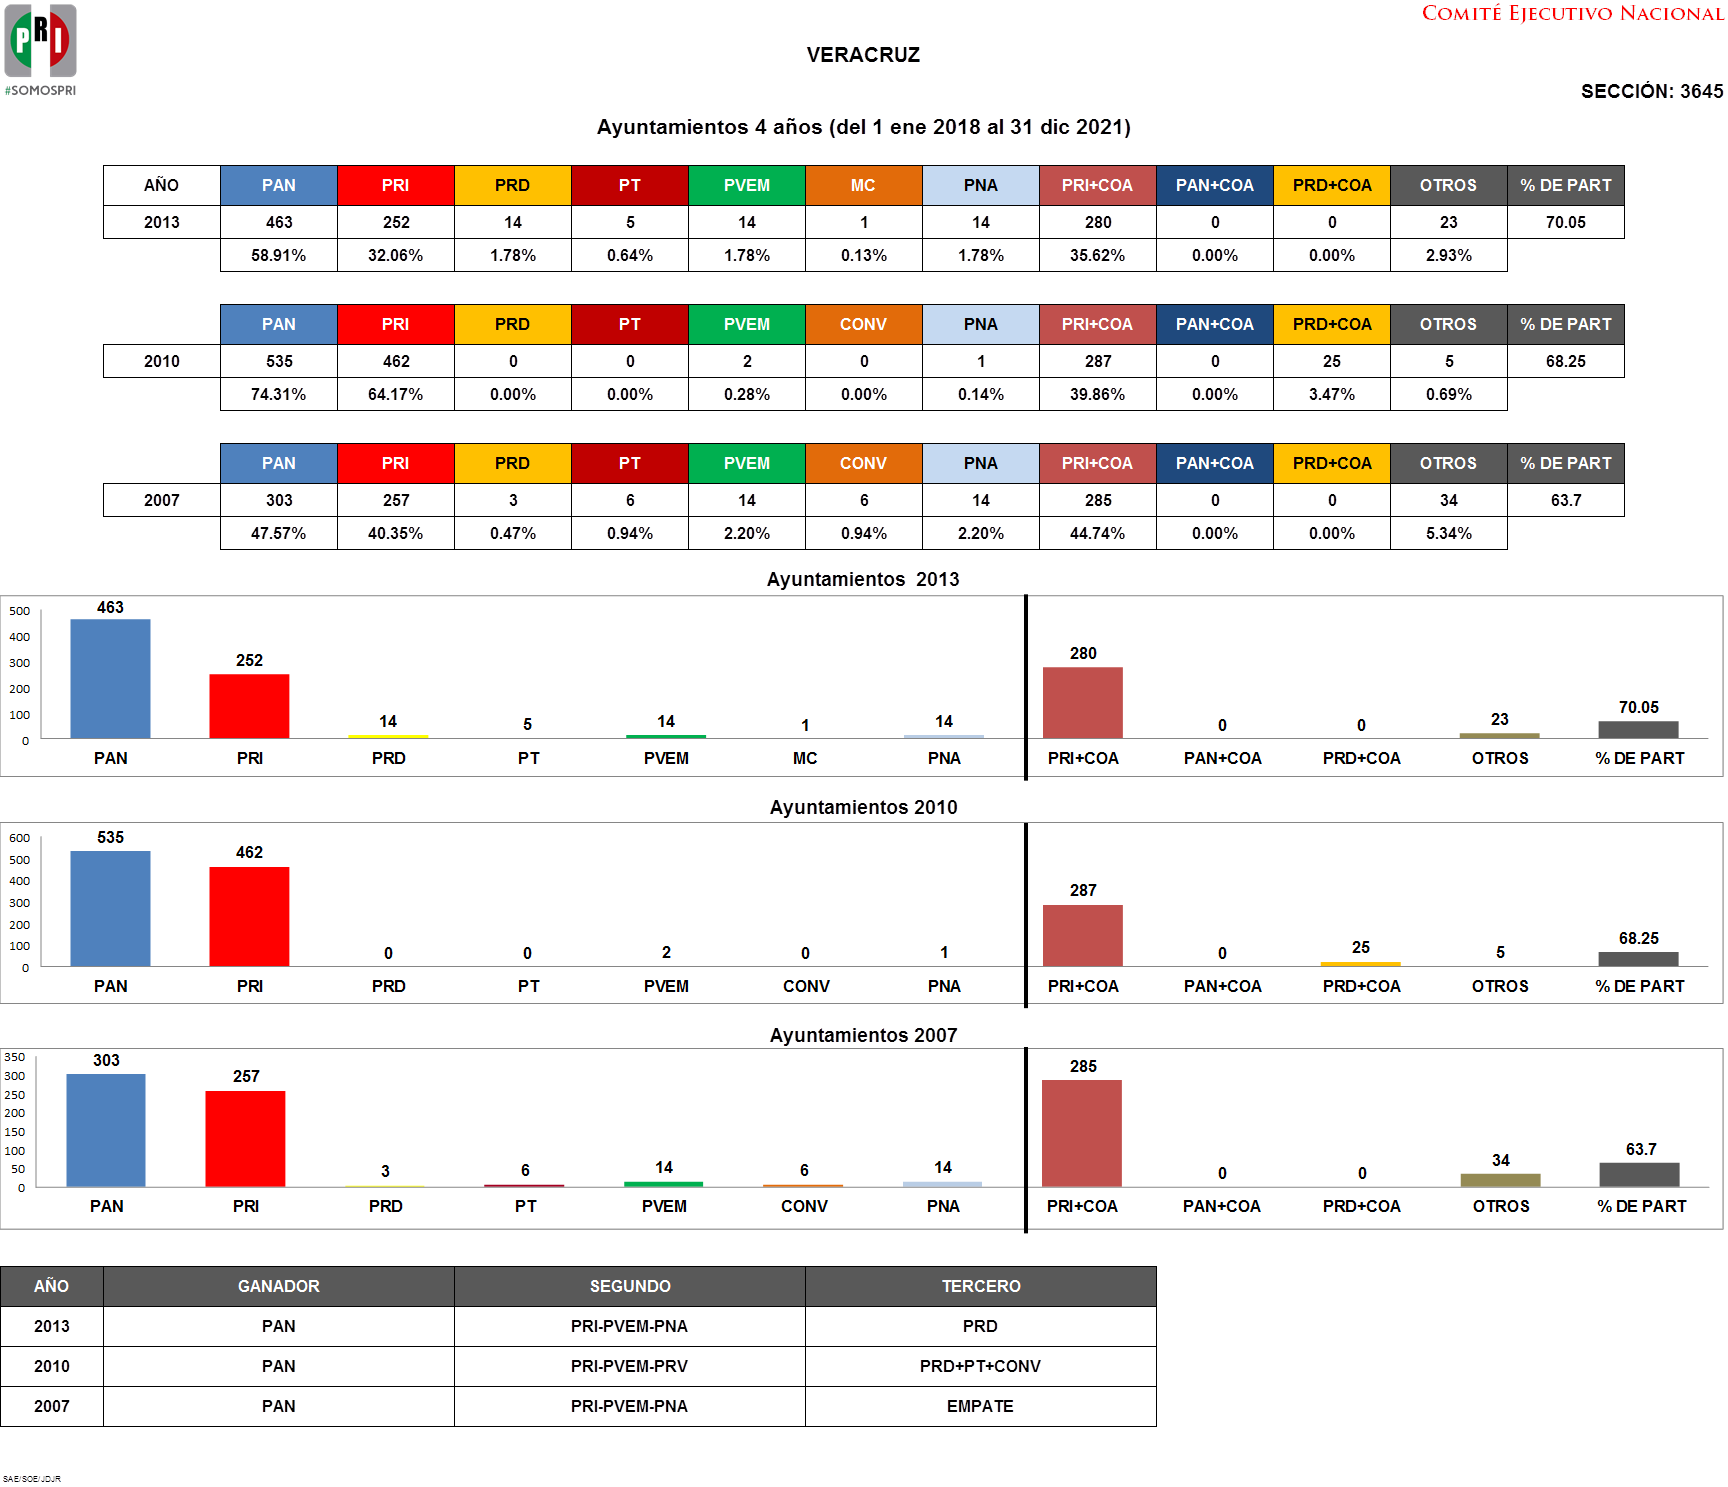 PRI
#SOMOSPRI
COMITÉ EJECUTIVO NACIONAL
VERACRUZ
SECCIÓN: 3645
Ayuntamientos 4 años (del 1 ene 2018 al 31 dic 2021)
AÑO PAN PRI PRD PT PVEM MC PNA PRI+COA PAN+COA PRD+COA OTROS % DE PART
2013 463 252 14 5 14 1 14 280 0 0 23 70.05
58.91% 32.06% 1.78% 0.64% 1.78% 0.13% 1.78% 35.62% 0.00% 0.00% 2.93%
PAN PRI PRD PT PVEM CONV PNA PRI+COA PAN+COA PRD+COA OTROS % DE PART
2010 535 462 0 0 2 0 1 287 0 25 5 68.25
74.31% 64.17% 0.00% 0.00% 0.28% 0.00% 0.14% 39.86% 0.00% 3.47% 0.69%
PAN PRI PRD PT PVEM CONV PNA PRI+COA PAN+COA PRD+COA OTROS % DE PART
2007 303 257 3 6 14 6 14 285 0 0 34 63.7
47.57% 40.35% 0.47% 0.94% 2.20% 0.94% 2.20% 44.74% 0.00% 0.00% 5.34%
Ayuntamientos 2013
500
400
300
200
100
0
463 252 14 5 14 1 14 280 0 0 23 70.05
PAN PRI PRD PT PVEM MC PNA PRI+COA PAN+COA PRD+COA OTROS % DE PART
Ayuntamientos 2010
600
500
400
300
200
100
0
535 462 0 0 2 0 1 287 0 25 5 68.25
PAN PRI PRD PT PVEM CONV PNA PRI+COA PAN+COA PRD+COA OTROS % DE PART
Ayuntamientos 2007
350
300
250
200
150
100
50
0
303 257 3 6 14 6 14 285 0 0 34 63.7
PAN PRI PRD PT PVEM CONV PNA PRI+COA PAN+COA PRD+COA OTROS % DE PART
AÑO GANADOR SEGUNDO TERCERO
2013 PAN PRI-PVEM-PNA PRD
2010 PAN PRI-PVEM-PRV PRD+PT+CONV
2007 PAN PRI-PVEM-PNA EMPATE
SAE/SOE/JDJR